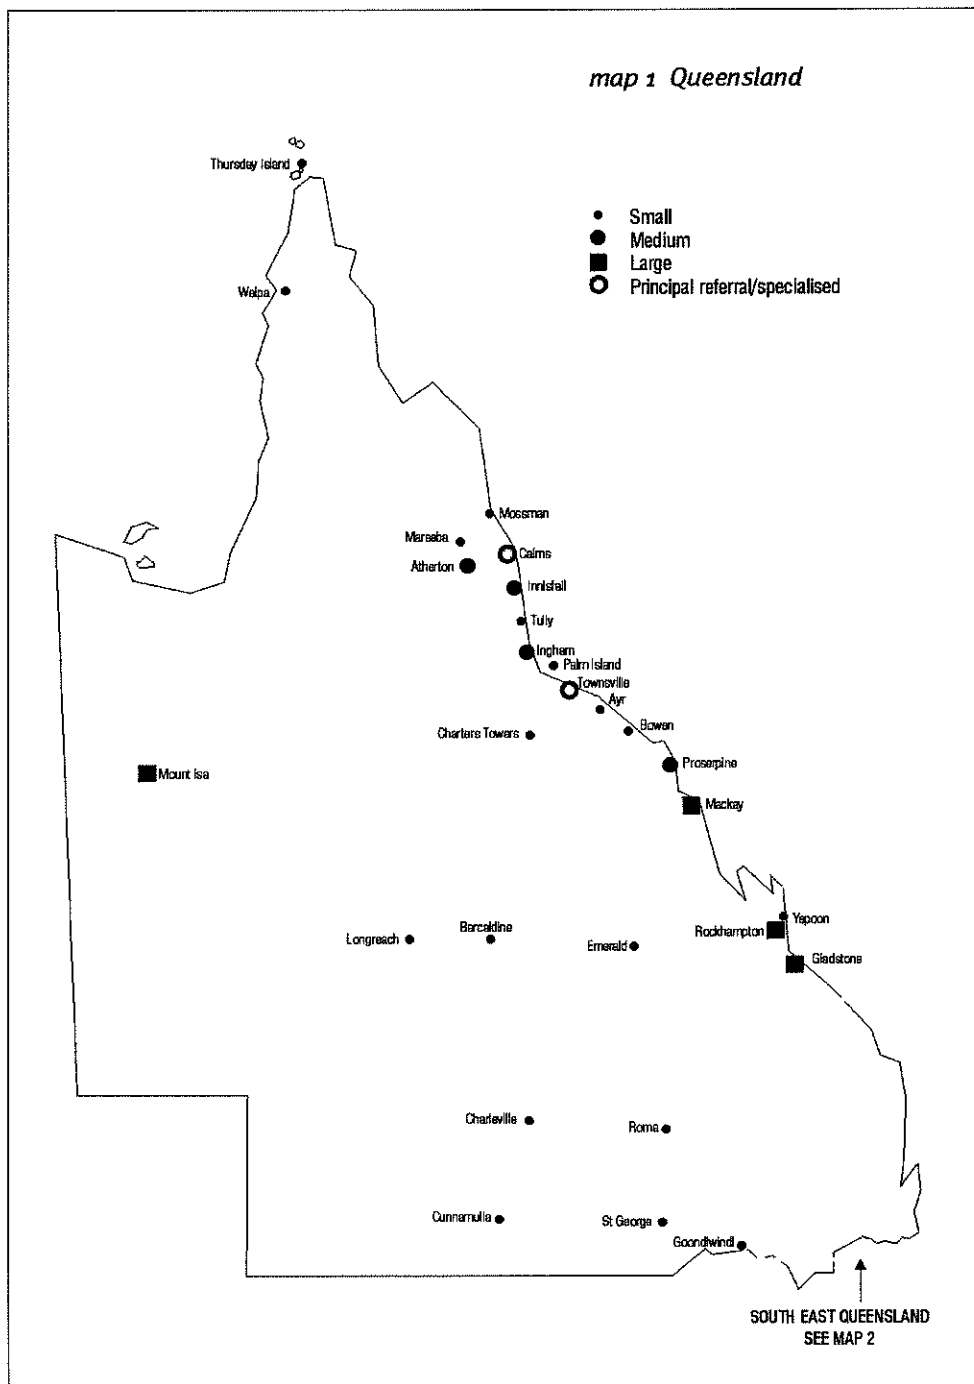 map 1 Queensland
Thursday Island
Small
Medium
Large
Principal referral/specialised
Weipa
Mossman
Mareeba
Cairns
Atherton
Innisfail
Tully
Ingham
Palm Island
Townsville
Ayr
Bowen
Charters Towers
Proserpine
Mount Isa
Mackay
Yepoon
Rockhampton
Longreach
Barcaldine
Emerald
Gladstone
Charleville
Roma
Cunnamulla
St George
Goondiwindi
SOUTH EAST QUEENSLAND
SEE MAP 2